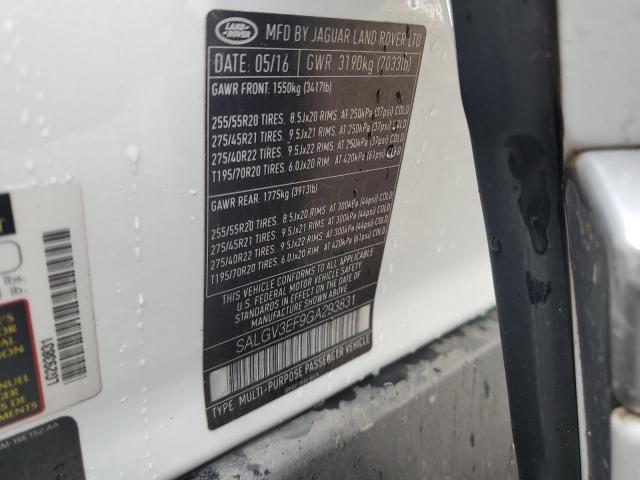 LAND ROVER
MFD BY JAGUAR LAND ROVER LTD
DATE: 05/16 GWR: 3190kg (7033lb)
GAWR FRONT: 1550kg (3417lb)
255/55R20 TIRES. 8.5Jx20 RIMS. AT 250kPa (37psi) COLD
275/45R21 TIRES. 9.5Jx21 RIMS. AT 250kPa (37psi) COLD
275/40R22 TIRES. 9.5Jx22 RIMS. AT 250kPa (37psi) COLD
T195/70R20 TIRES. 6.0Jx20 RIM. AT 420kPa (61psi) COLD
GAWR REAR: 1775kg (3913lb)
255/55R20 TIRES. 8.5Jx20 RIMS. AT 300kPa (44psi) COLD
275/45R21 TIRES. 9.5Jx21 RIMS. AT 300kPa (44psi) COLD
275/40R22 TIRES. 9.5Jx22 RIMS. AT 300kPa (44psi) COLD
T195/70R20 TIRES. 6.0Jx20 RIM. AT 420kPa (61psi) COLD
THIS VEHICLE CONFORMS TO ALL APPLICABLE
U.S. FEDERAL MOTOR VEHICLE SAFETY
STANDARDS IN EFFECT ON THE DATE OF
MANUFACTURE SHOWN ABOVE.
SALGV3EF9GA293831
TYPE: MULTI-PURPOSE PASSENGER VEHICLE
lbs.
LG293831
MANUEL